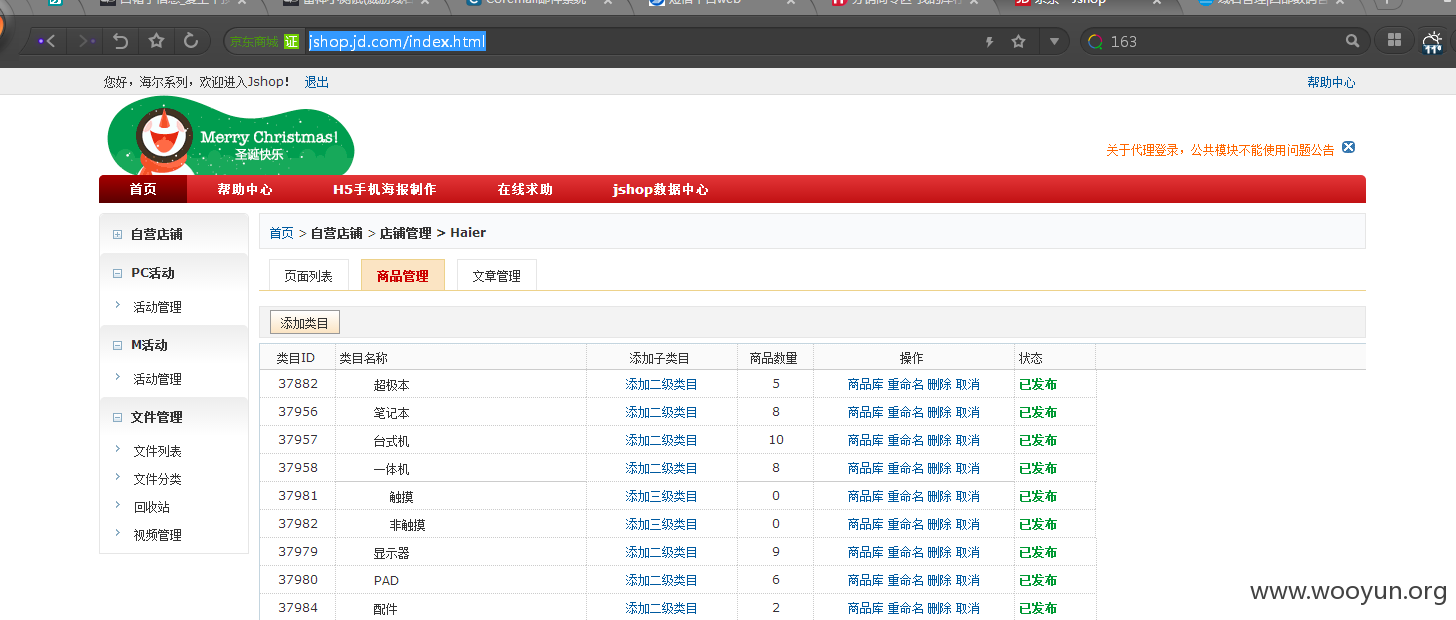 京东商城 证 jshop.jd.com/index.html 163
11°
您好，海尔系列，欢迎进入Jshop! 退出 帮助中心
Merry Christmas!
圣诞快乐
关于代理登录，公共模块不能使用问题公告
首页 帮助中心 H5手机海报制作 在线求助 jshop数据中心
自营店铺
PC活动
活动管理
M活动
活动管理
文件管理
文件列表
文件分类
回收站
视频管理
首页 > 自营店铺 > 店铺管理 > Haier
页面列表 商品管理 文章管理
添加类目
类目ID 类目名称 添加子类目 商品数量 操作 状态
37882 超极本 添加二级类目 5 商品库 重命名 删除 取消 已发布
37956 笔记本 添加二级类目 8 商品库 重命名 删除 取消 已发布
37957 台式机 添加二级类目 10 商品库 重命名 删除 取消 已发布
37958 一体机 添加二级类目 8 商品库 重命名 删除 取消 已发布
37981 触摸 添加三级类目 0 商品库 重命名 删除 取消 已发布
37982 非触摸 添加三级类目 0 商品库 重命名 删除 取消 已发布
37979 显示器 添加二级类目 9 商品库 重命名 删除 取消 已发布
37980 PAD 添加二级类目 6 商品库 重命名 删除 取消 已发布
37984 配件 添加二级类目 2 商品库 重命名 删除 取消 已发布
www.wooyun.org